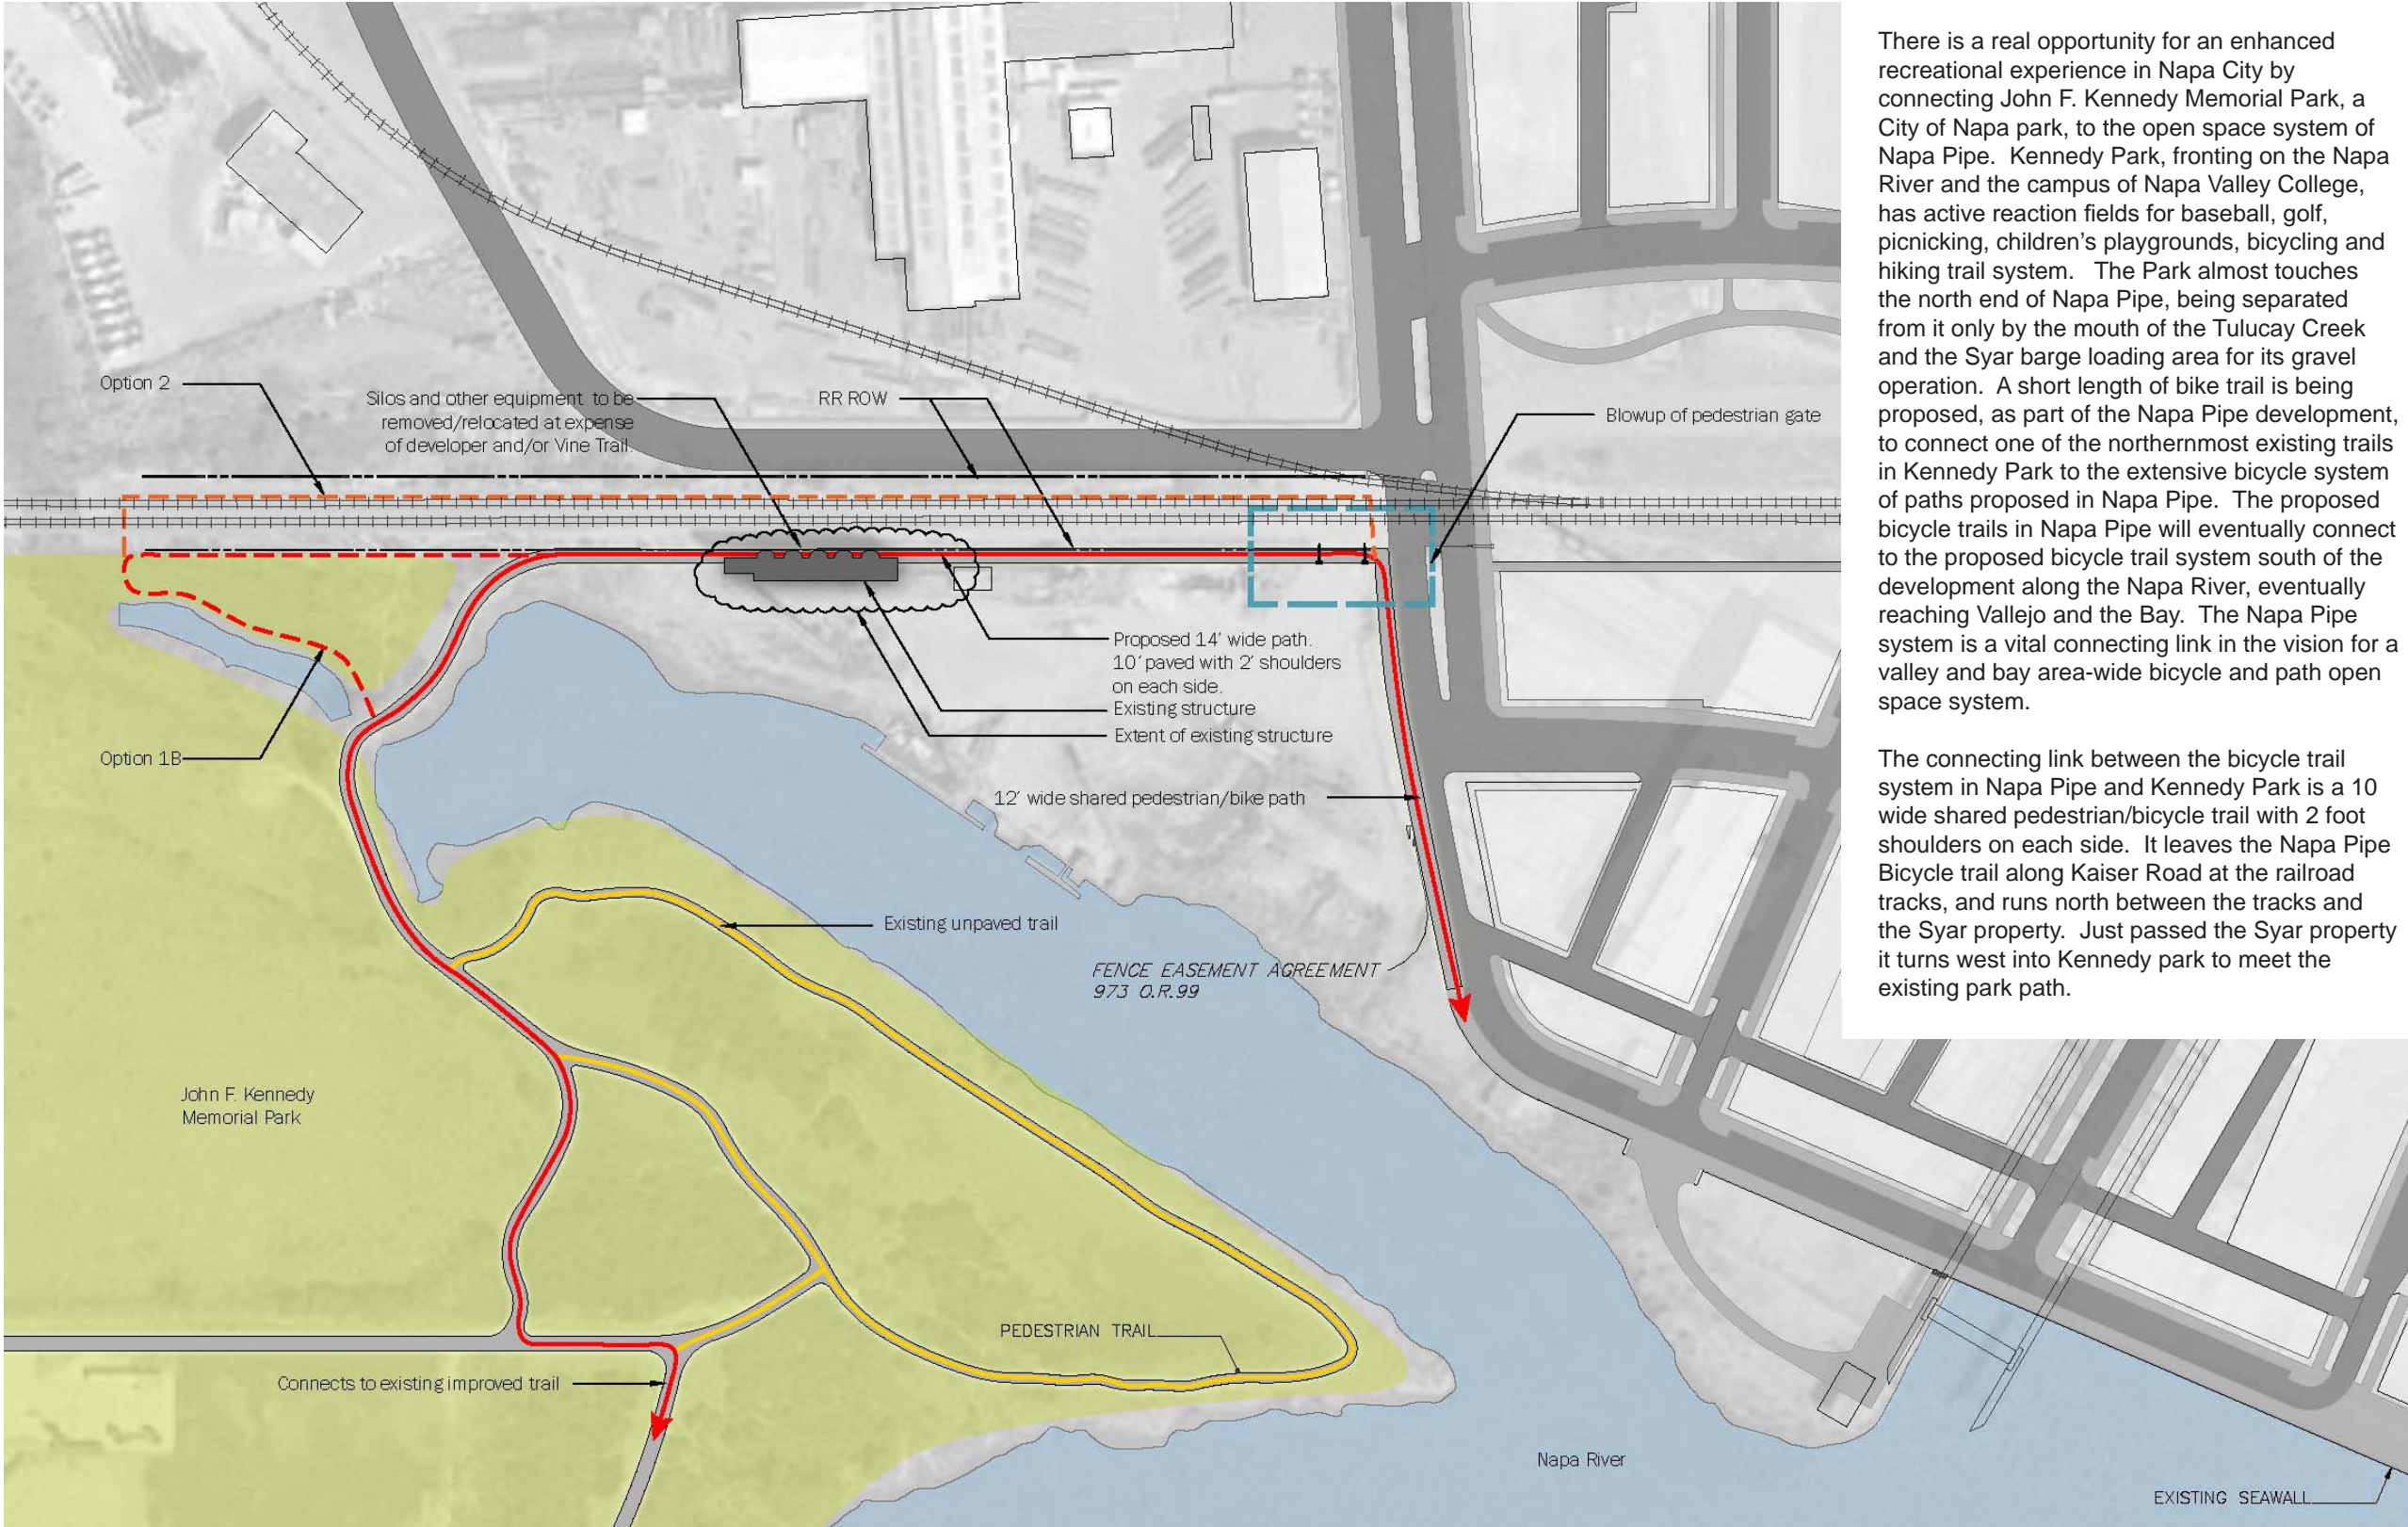 There is a real opportunity for an enhanced
recreational experience in Napa City by
connecting John F. Kennedy Memorial Park, a
City of Napa park, to the open space system of
Napa Pipe.  Kennedy Park, fronting on the Napa
River and the campus of Napa Valley College,
has active reaction fields for baseball, golf,
picnicking, children’s playgrounds, bicycling and
hiking trail system.   The Park almost touches
the north end of Napa Pipe, being separated
from it only by the mouth of the Tulucay Creek
and the Syar barge loading area for its gravel
operation.  A short length of bike trail is being
proposed, as part of the Napa Pipe development,
to connect one of the northernmost existing trails
in Kennedy Park to the extensive bicycle system
of paths proposed in Napa Pipe.  The proposed
bicycle trails in Napa Pipe will eventually connect
to the proposed bicycle trail system south of the
development along the Napa River, eventually
reaching Vallejo and the Bay.  The Napa Pipe
system is a vital connecting link in the vision for a
valley and bay area-wide bicycle and path open
space system.
The connecting link between the bicycle trail
system in Napa Pipe and Kennedy Park is a 10
wide shared pedestrian/bicycle trail with 2 foot
shoulders on each side.  It leaves the Napa Pipe
Bicycle trail along Kaiser Road at the railroad
tracks, and runs north between the tracks and
the Syar property.  Just passed the Syar property
it turns west into Kennedy park to meet the
existing park path.
Option 2
Silos and other equipment to be
removed/relocated at expense
of developer and/or Vine Trail.
RR ROW
Blowup of pedestrian gate
Proposed 14' wide path.
10' paved with 2' shoulders
on each side.
Existing structure
Extent of existing structure
Option 1B
12' wide shared pedestrian/bike path
Existing unpaved trail
FENCE EASEMENT AGREEMENT
973 O.R.99
John F. Kennedy
Memorial Park
PEDESTRIAN TRAIL
Connects to existing improved trail
Napa River
EXISTING SEAWALL